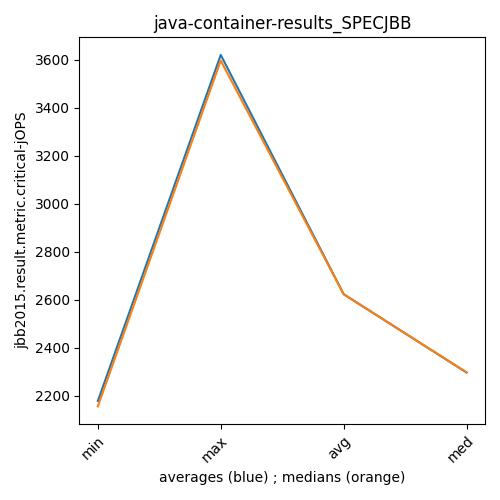 java-container-results_SPECJBB
jbb2015.result.metric.critical-jOPS
3600
3400
3200
3000
2800
2600
2400
2200
min
max
avg
med
averages (blue) ; medians (orange)